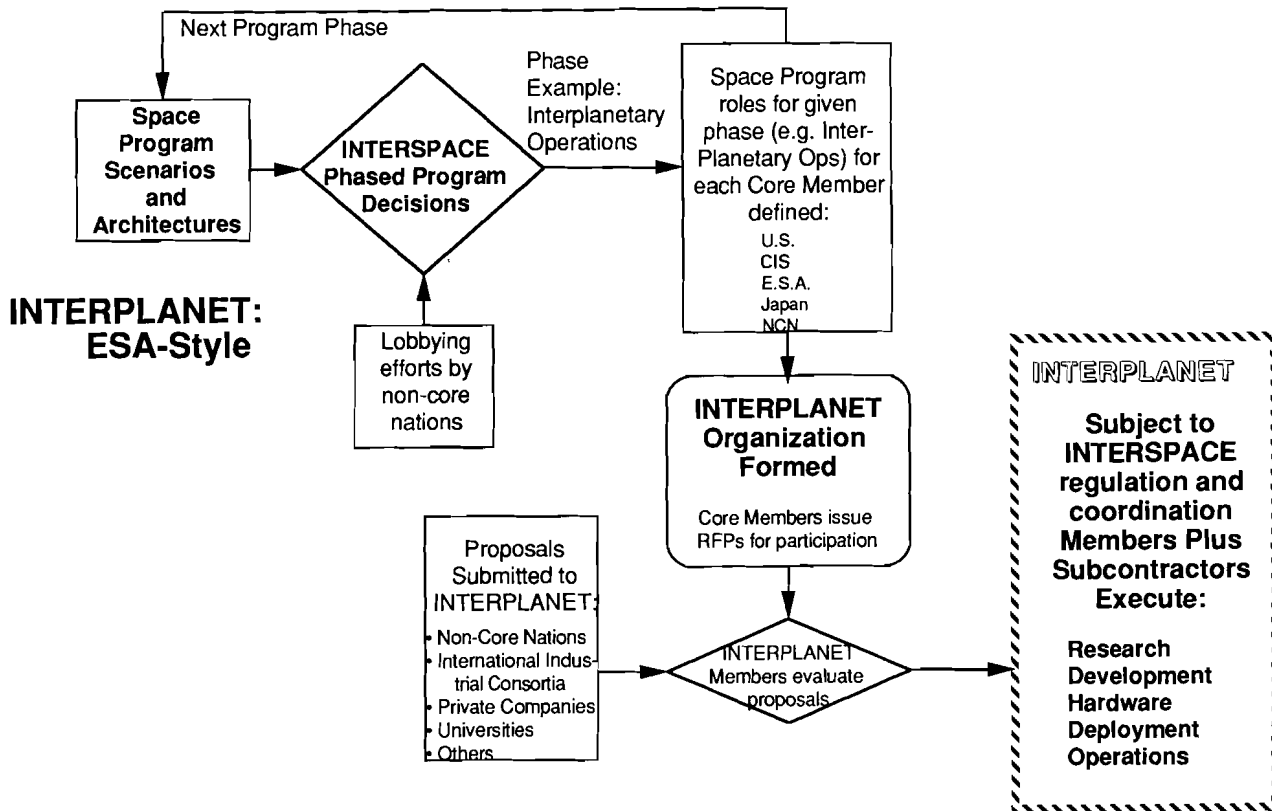 Next Program Phase
Space
Program
Scenarios
and
Architectures
INTERSPACE
Phased Program
Decisions
Phase
Example:
Interplanetary
Operations
Space Program
roles for given
phase (e.g. Inter-
Planetary Ops) for
each Core Member
defined:
U.S.
CIS
E.S.A.
Japan
NCN
INTERPLANET:
ESA-Style
Lobbying
efforts by
non-core
nations
INTERPLANET
Organization
Formed
Core Members issue
RFPs for participation
Proposals
Submitted to
INTERPLANET:
• Non-Core Nations
• International Indus-
trial Consortia
• Private Companies
• Universities
• Others
INTERPLANET
Members evaluate
proposals
INTERPLANET
Subject to
INTERSPACE
regulation and
coordination
Members Plus
Subcontractors
Execute:
Research
Development
Hardware
Deployment
Operations